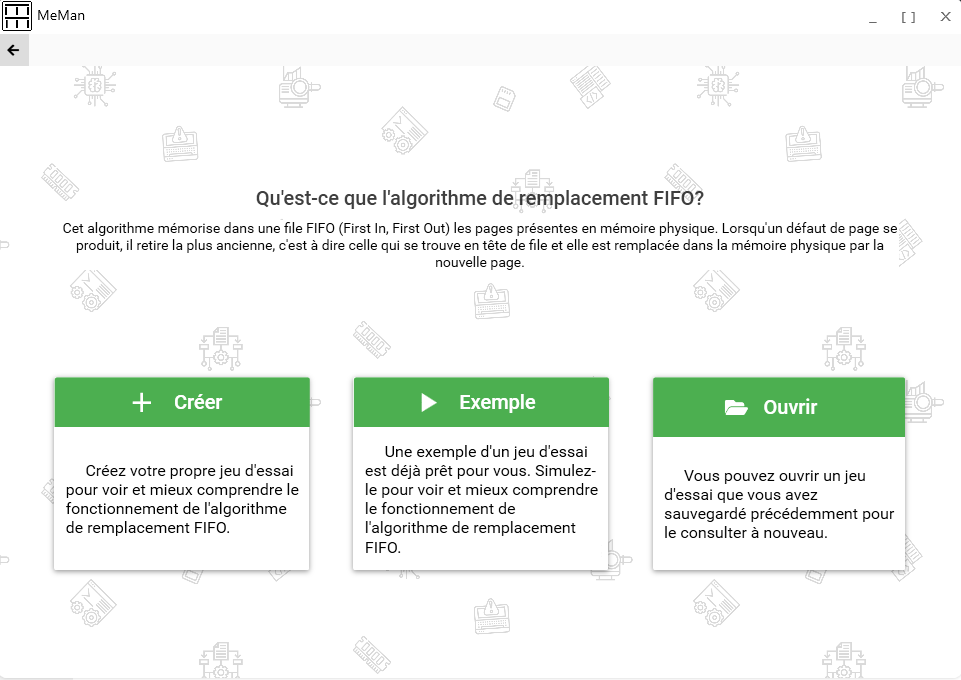 MeMan
Qu'est-ce que l'algorithme de remplacement FIFO?
Cet algorithme mémorise dans une file FIFO (First In, First Out) les pages présentes en mémoire physique. Lorsqu'un défaut de page se
produit, il retire la plus ancienne, c'est à dire celle qui se trouve en tête de file et elle est remplacée dans la mémoire physique par la
nouvelle page.
Créer
Créez votre propre jeu d'essai
pour voir et mieux comprendre le
fonctionnement de l'algorithme
de remplacement FIFO.
Exemple
Une exemple d'un jeu d'essai
est déjà prêt pour vous. Simulez-
le pour voir et mieux comprendre
le fonctionnement de
l'algorithme de remplacement
FIFO.
Ouvrir
Vous pouvez ouvrir un jeu
d'essai que vous avez
sauvegardé précédemment pour
le consulter à nouveau.